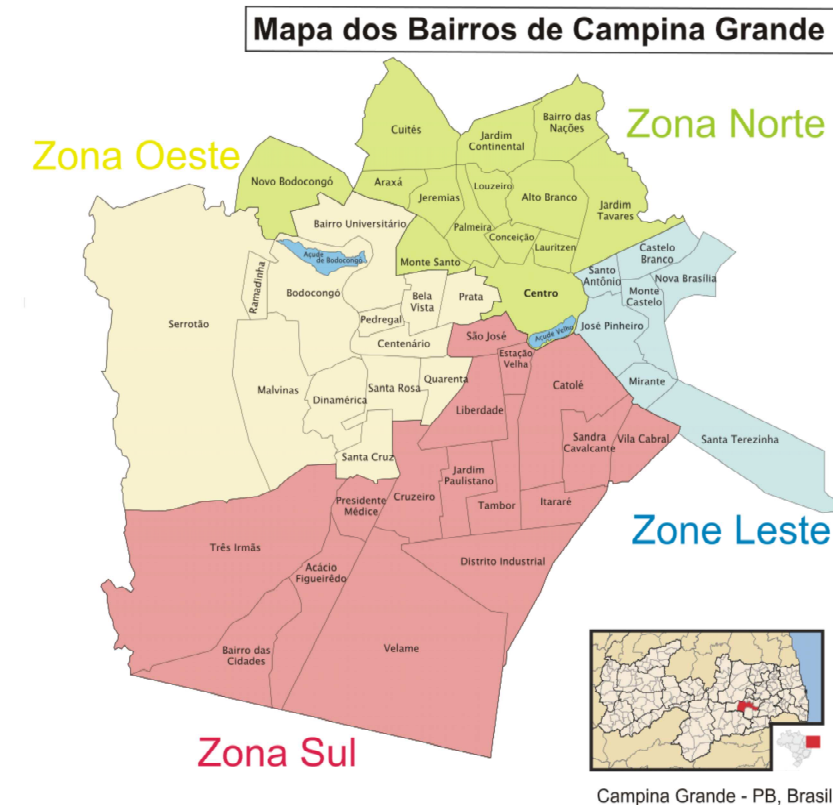 Mapa dos Bairros de Campina Grande
Zona Oeste
Zona Norte
Cuités
Jardim
Continental
Bairro das
Nações
Novo Bodocongó
Araxá
Jeremias
Louzeiro
Alto Branco
Jardim
Tavares
Bairro Universitário
Palmeira
Conceição
Lauritzen
Açude
de Bodocongó
Monte Santo
Castelo
Branco
Santo
Antônio
Nova Brasília
Ramadinha
Bodocongó
Bela
Vista
Prata
Centro
Monte
Castelo
Serrotão
Pedregal
Centenário
São José
Açude Velho
José Pinheiro
Estação
Velha
Malvinas
Dinamérica
Santa Rosa
Quarenta
Catolé
Mirante
Liberdade
Santa Cruz
Sandra
Cavalcante
Vila Cabral
Santa Terezinha
Presidente
Médice
Cruzeiro
Jardim
Paulistano
Tambor
Itararé
Zone Leste
Três Irmãs
Acácio
Figueirêdo
Distrito Industrial
Bairro das
Cidades
Velame
Zona Sul
Campina Grande - PB, Brasil